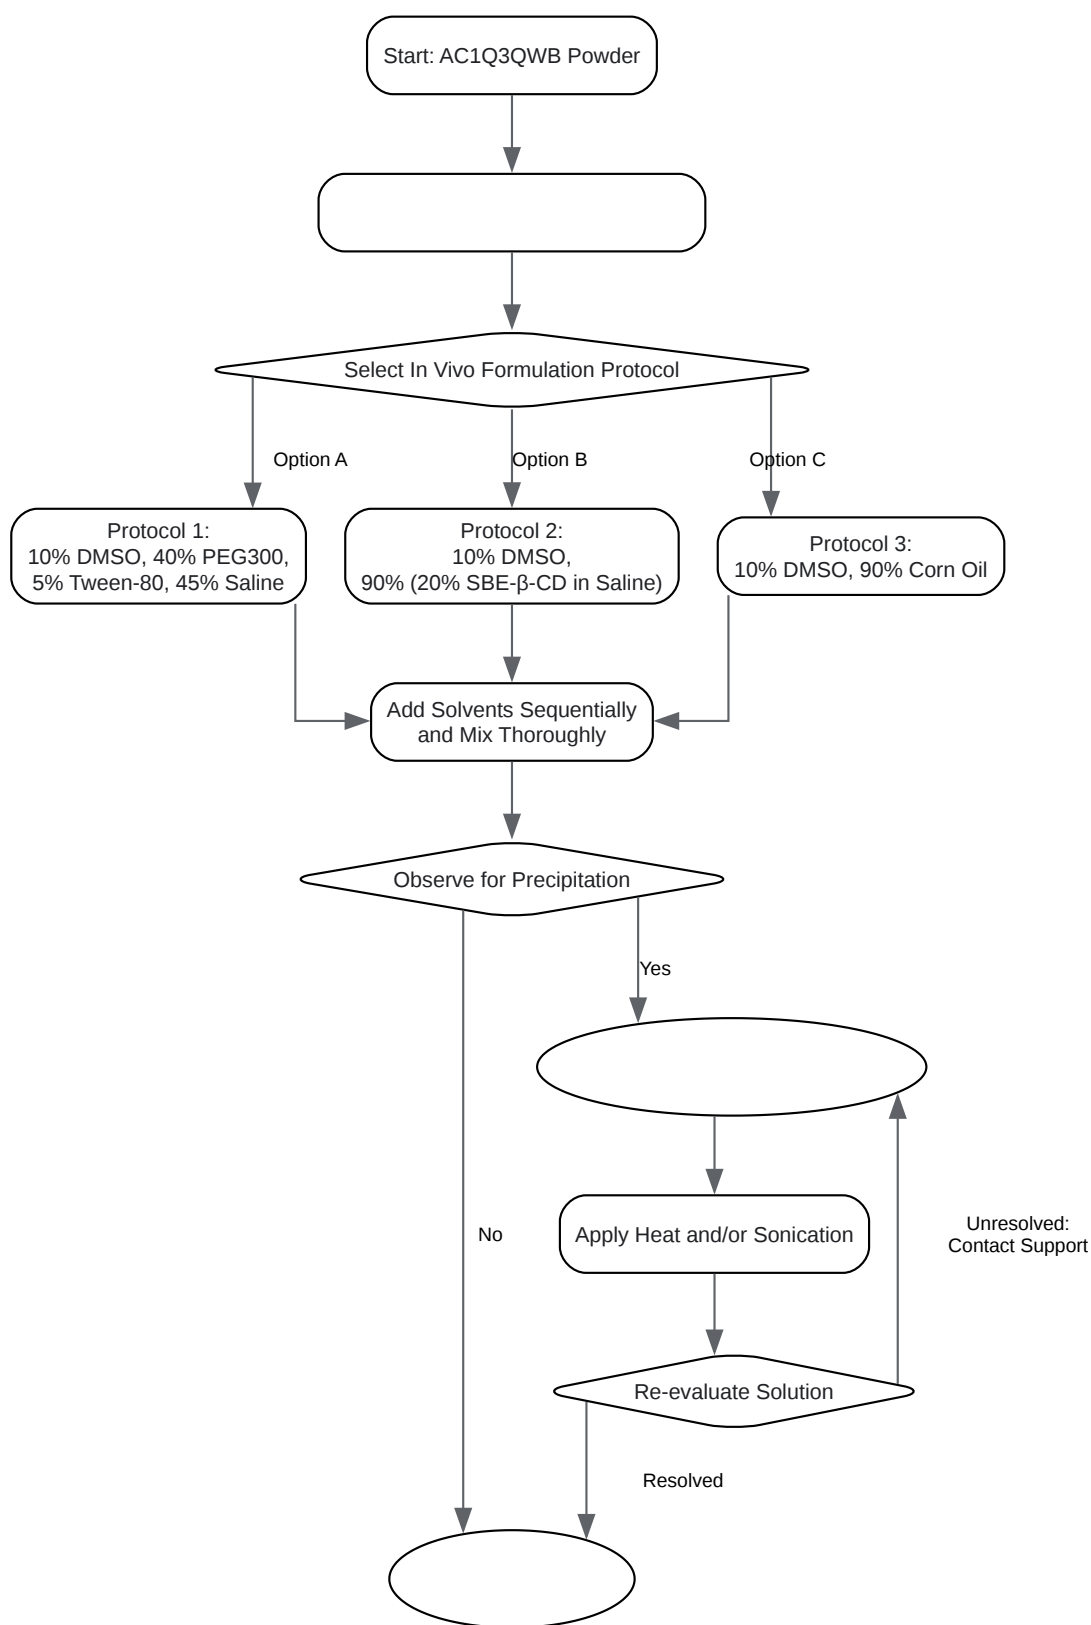 Start: AC1Q3QWB Powder
Select In Vivo Formulation Protocol
Option A
Option B
Option C
Protocol 1:
10% DMSO, 40% PEG300,
5% Tween-80, 45% Saline
Protocol 2:
10% DMSO,
90% (20% SBE-β-CD in Saline)
Protocol 3:
10% DMSO, 90% Corn Oil
Add Solvents Sequentially
and Mix Thoroughly
Observe for Precipitation
Yes
No
Apply Heat and/or Sonication
Unresolved:
Contact Support
Re-evaluate Solution
Resolved